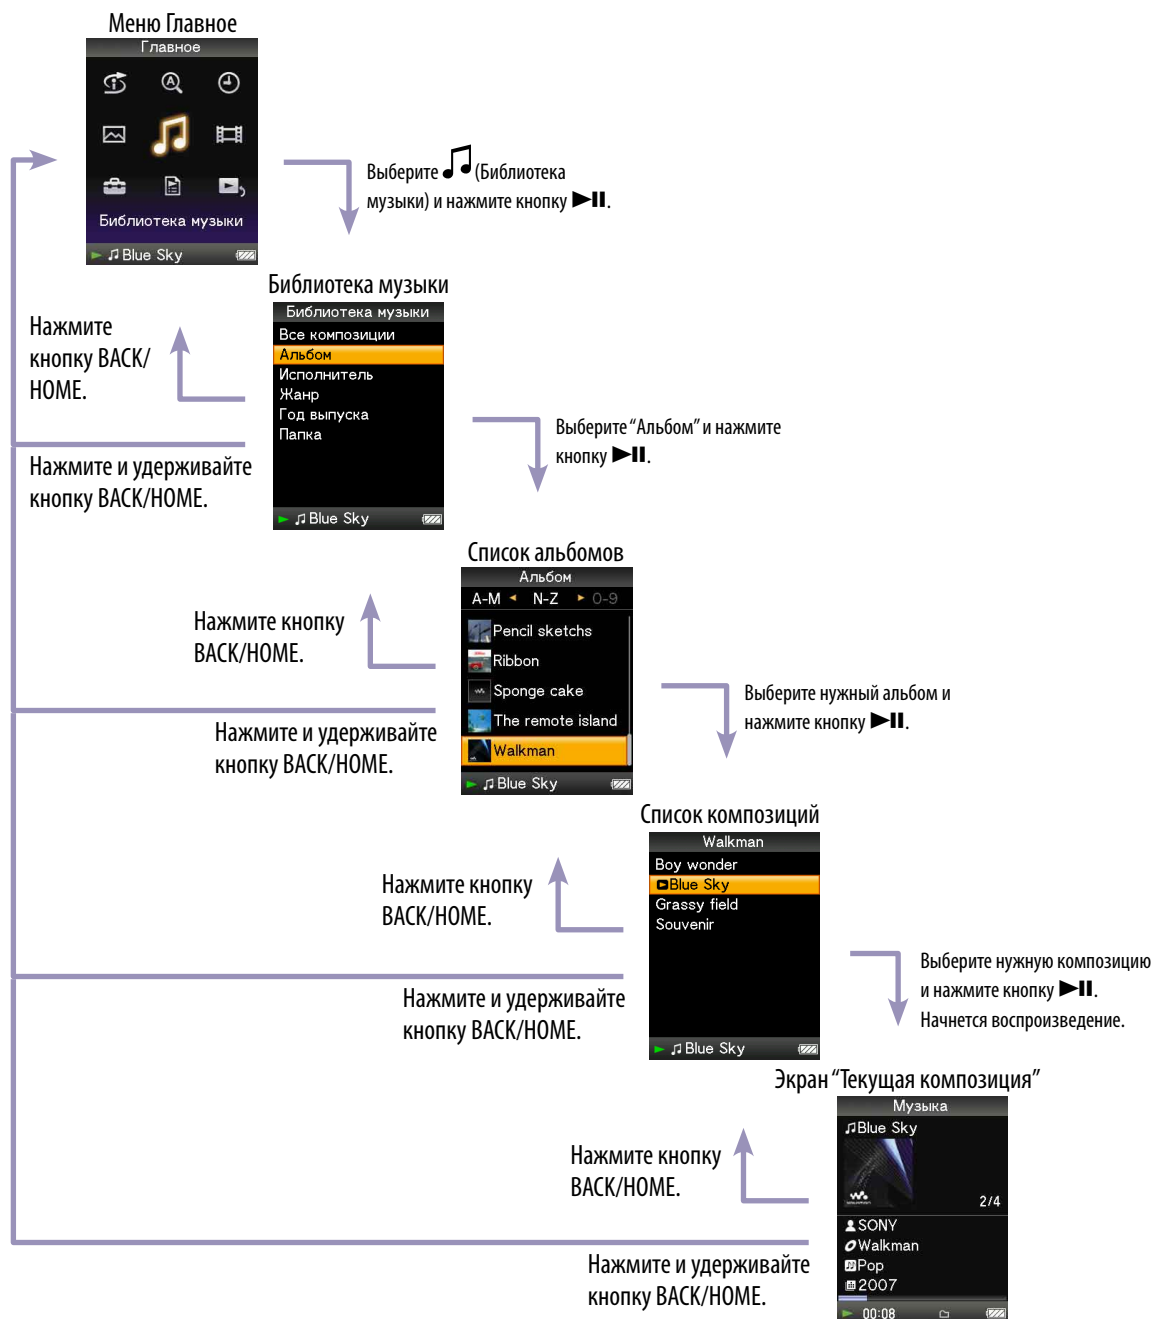 Меню Главное
Главное
Библиотека музыки
Blue Sky
Выберите (Библиотека
музыки) и нажмите кнопку ►II.
Библиотека музыки
Библиотека музыки
Все композиции
Альбом
Исполнитель
Жанр
Год выпуска
Папка
Blue Sky
Нажмите
кнопку BACK/
HOME.
Нажмите и удерживайте
кнопку BACK/HOME.
Выберите “Альбом” и нажмите
кнопку ►II.
Список альбомов
Альбом
A-M N-Z 0-9
Pencil sketchs
Ribbon
Sponge cake
The remote island
Walkman
Blue Sky
Нажмите кнопку
BACK/HOME.
Нажмите и удерживайте
кнопку BACK/HOME.
Выберите нужный альбом и
нажмите кнопку ►II.
Список композиций
Walkman
Boy wonder
Blue Sky
Grassy field
Souvenir
Blue Sky
Нажмите кнопку
BACK/HOME.
Нажмите и удерживайте
кнопку BACK/HOME.
Выберите нужную композицию
и нажмите кнопку ►II.
Начнется воспроизведение.
Экран “Текущая композиция”
Музыка
Blue Sky
2/4
SONY
Walkman
Pop
2007
00:08
Нажмите кнопку
BACK/HOME.
Нажмите и удерживайте
кнопку BACK/HOME.